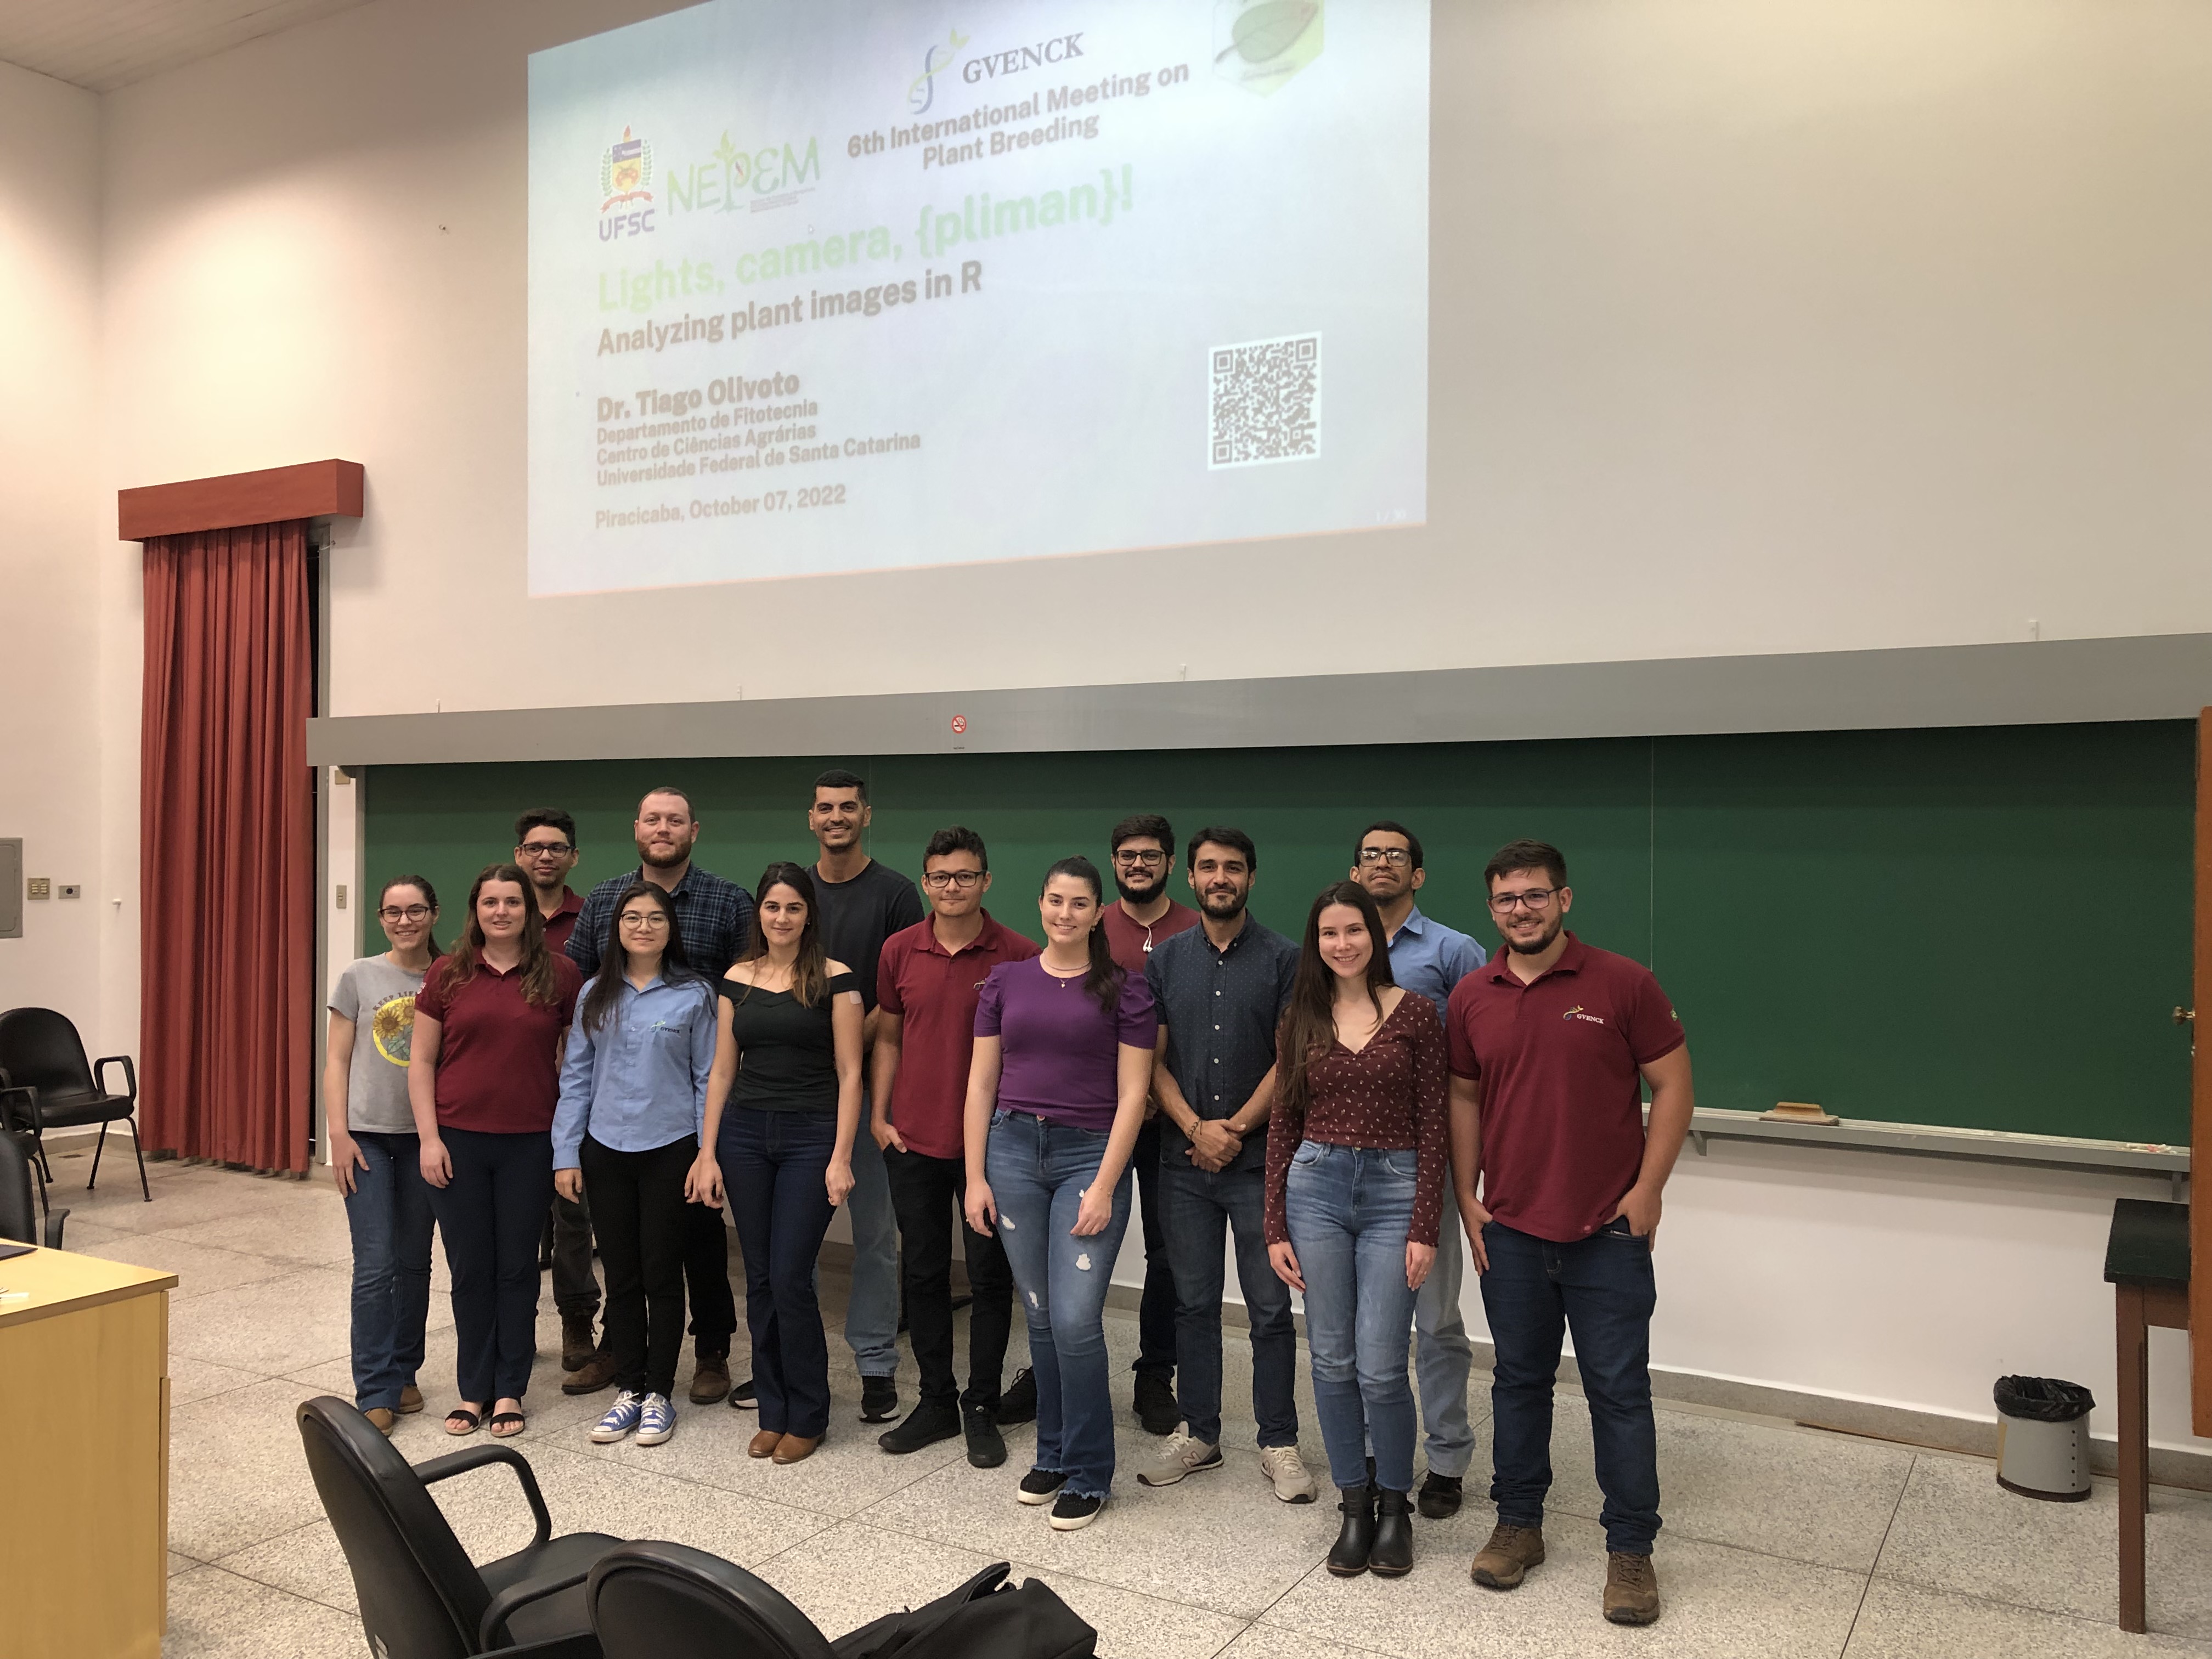 GVENCK
6th International Meeting on
Plant Breeding
UFSC
NEPEM
Lights, camera, {pliman}!
Analyzing plant images in R
Dr. Tiago Olivoto
Departamento de Fitotecnia
Centro de Ciências Agrárias
Universidade Federal de Santa Catarina
Piracicaba, October 07, 2022
KEEP
GVENCK
GVENCK